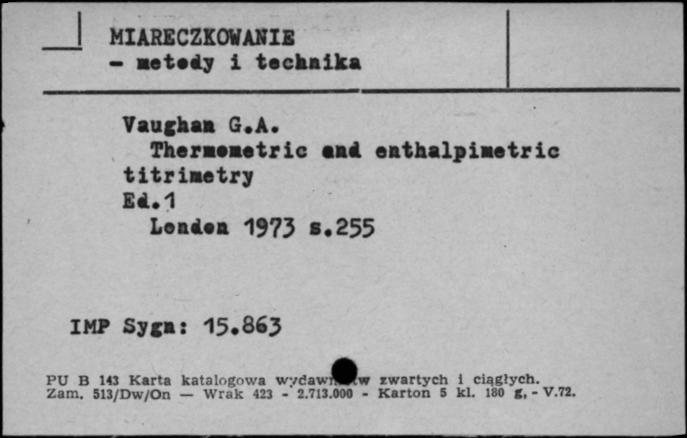 MIARECZKOWANIE
- metody i technika
Vaughan G.A.
Thermometric and enthalpimetric
titrimetry
Ed.1
London 1973 s.255
IMP Sygn: 15.863
PU B 143 Karta katalogowa zwartych i ciągłych.
Zam. 513/Dw/On — Wrak 423 - 2.713.000 - Karton 5 kl. 180 g, - V.72.